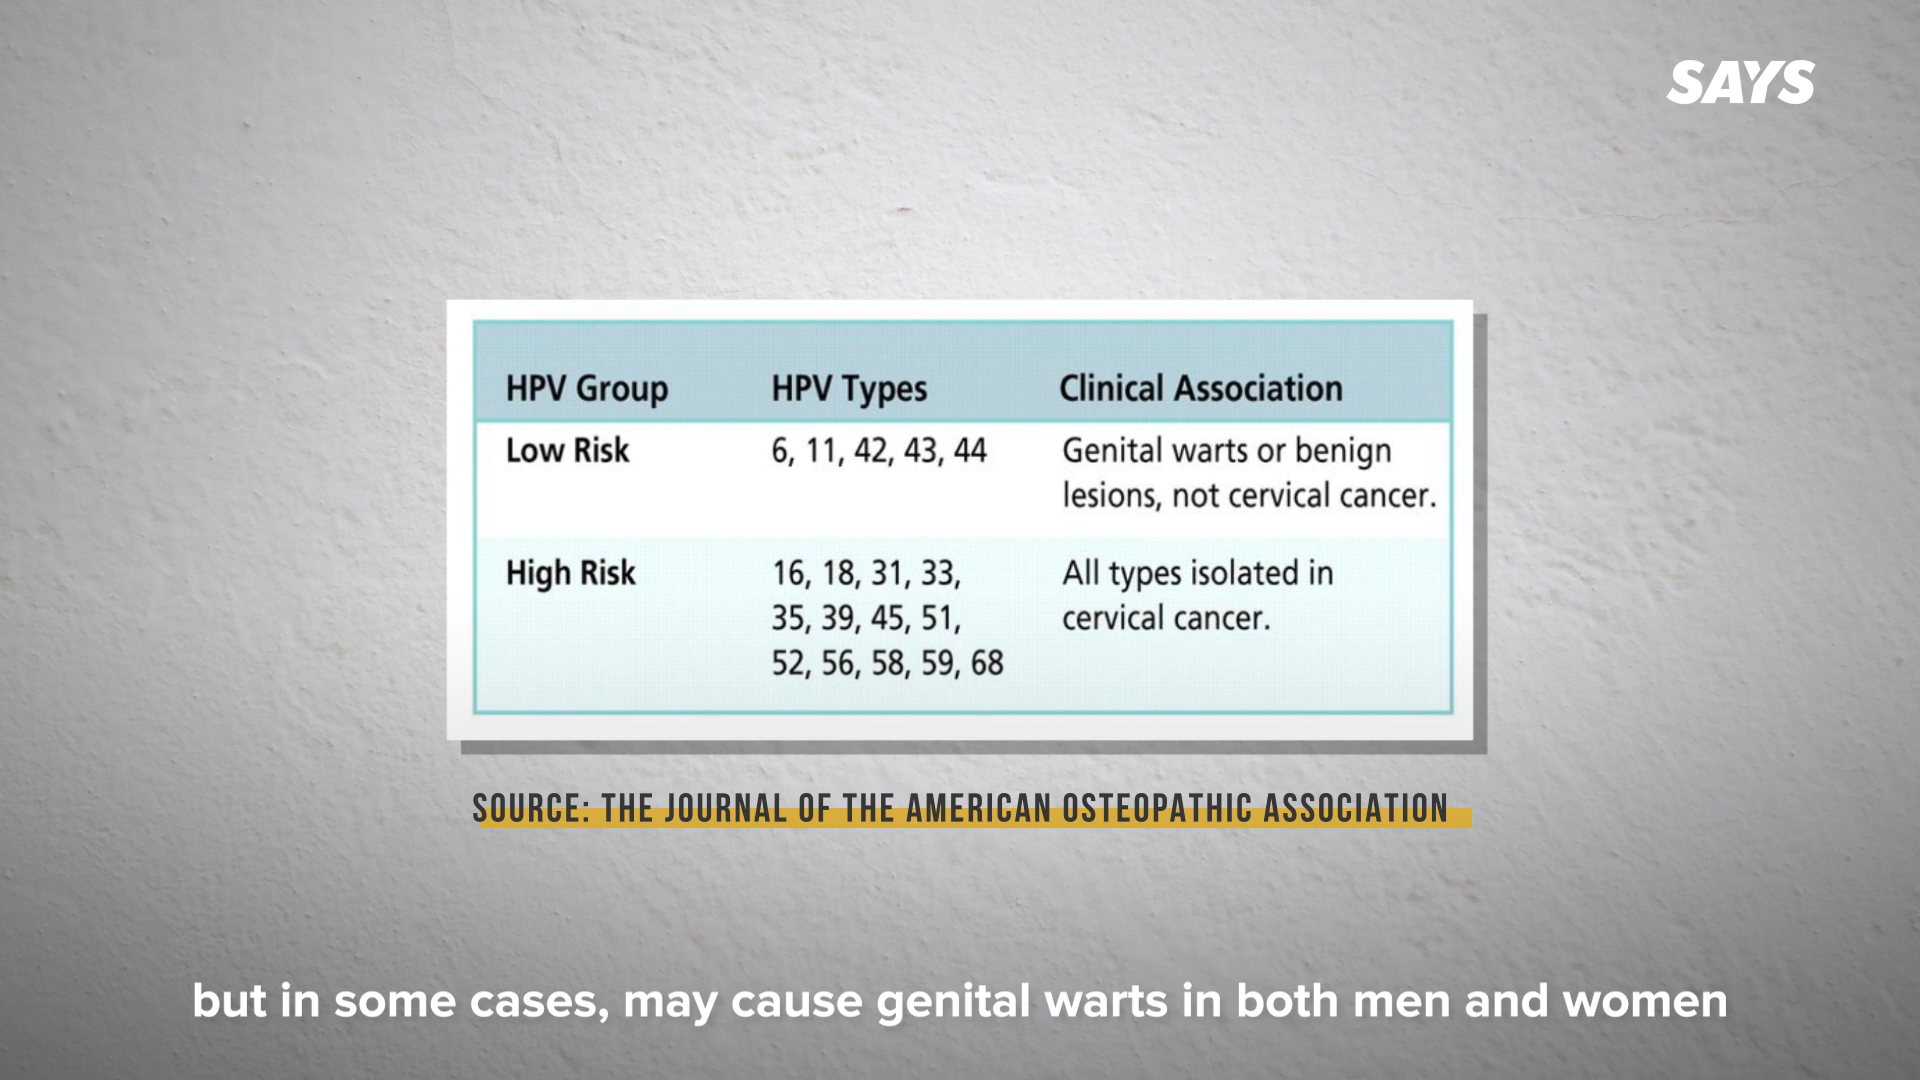 SAYS
HPV Group HPV Types Clinical Association
Low Risk 6, 11, 42, 43, 44 Genital warts or benign
lesions, not cervical cancer.
High Risk 16, 18, 31, 33, All types isolated in
35, 39, 45, 51, cervical cancer.
52, 56, 58, 59, 68
SOURCE: THE JOURNAL OF THE AMERICAN OSTEOPATHIC ASSOCIATION
but in some cases, may cause genital warts in both men and women